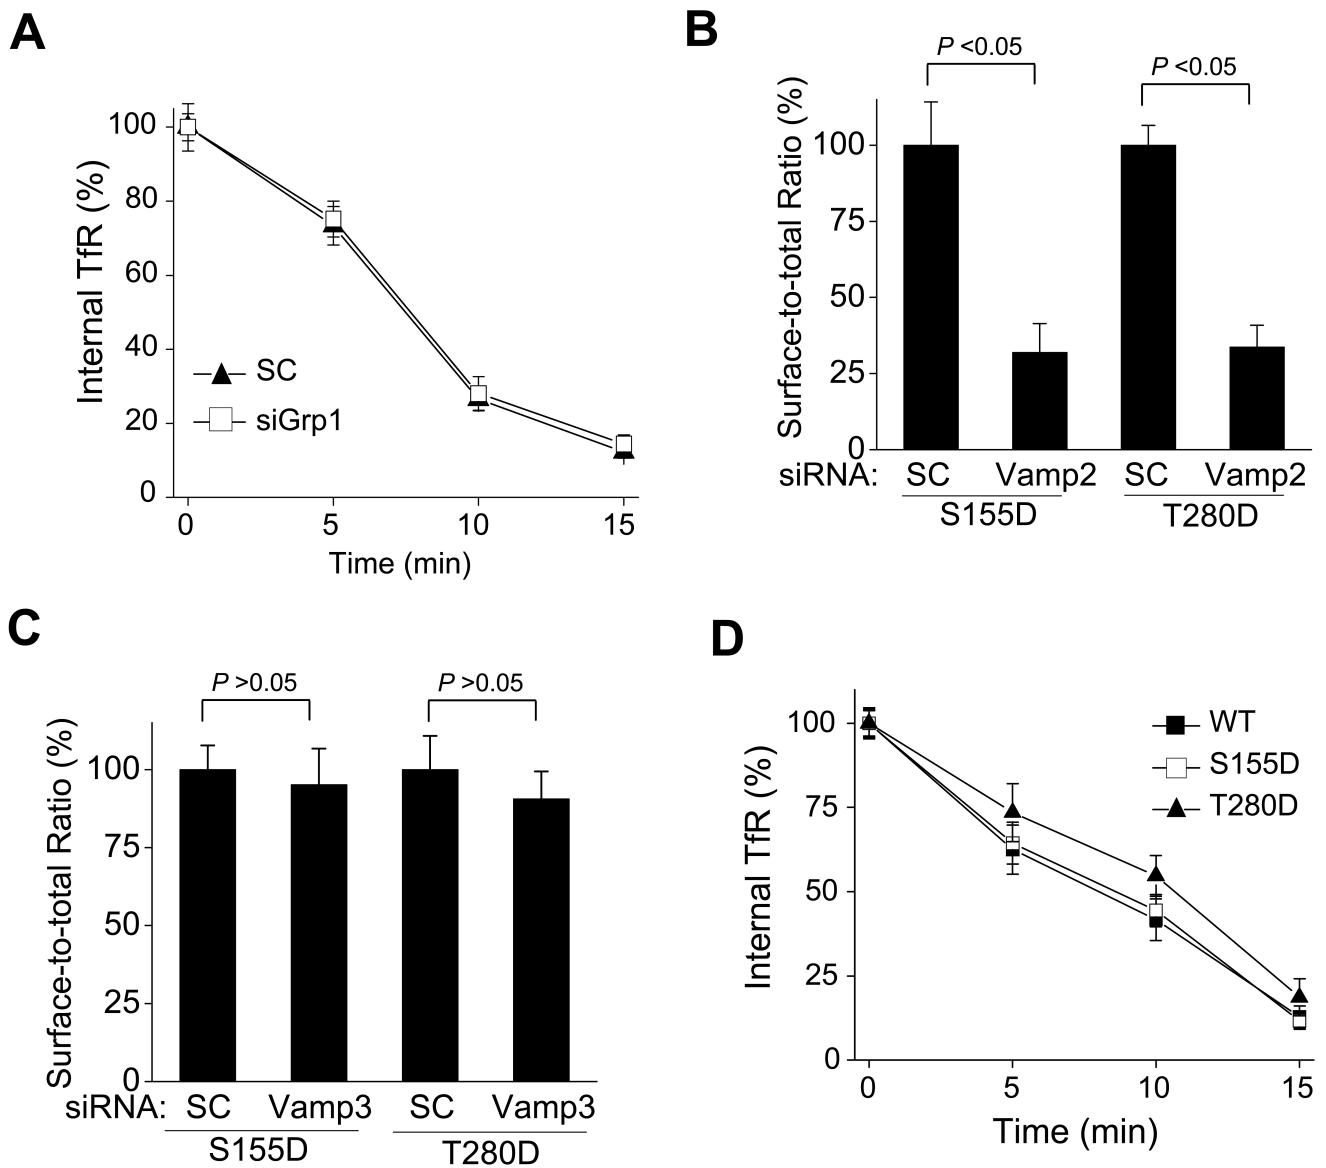 A
Internal TfR (%)
100
80
60
40
20
0
SC
siGrp1
0 5 10 15
Time (min)
B
P <0.05
P <0.05
Surface-to-total Ratio (%)
100
75
50
25
0
siRNA: SC Vamp2 SC Vamp2
S155D T280D
C
P >0.05 P >0.05
Surface-to-total Ratio (%)
100
75
50
25
0
siRNA: SC Vamp3 SC Vamp3
S155D T280D
D
Internal TfR (%)
100
75
50
25
0
WT
S155D
T280D
0 5 10 15
Time (min)